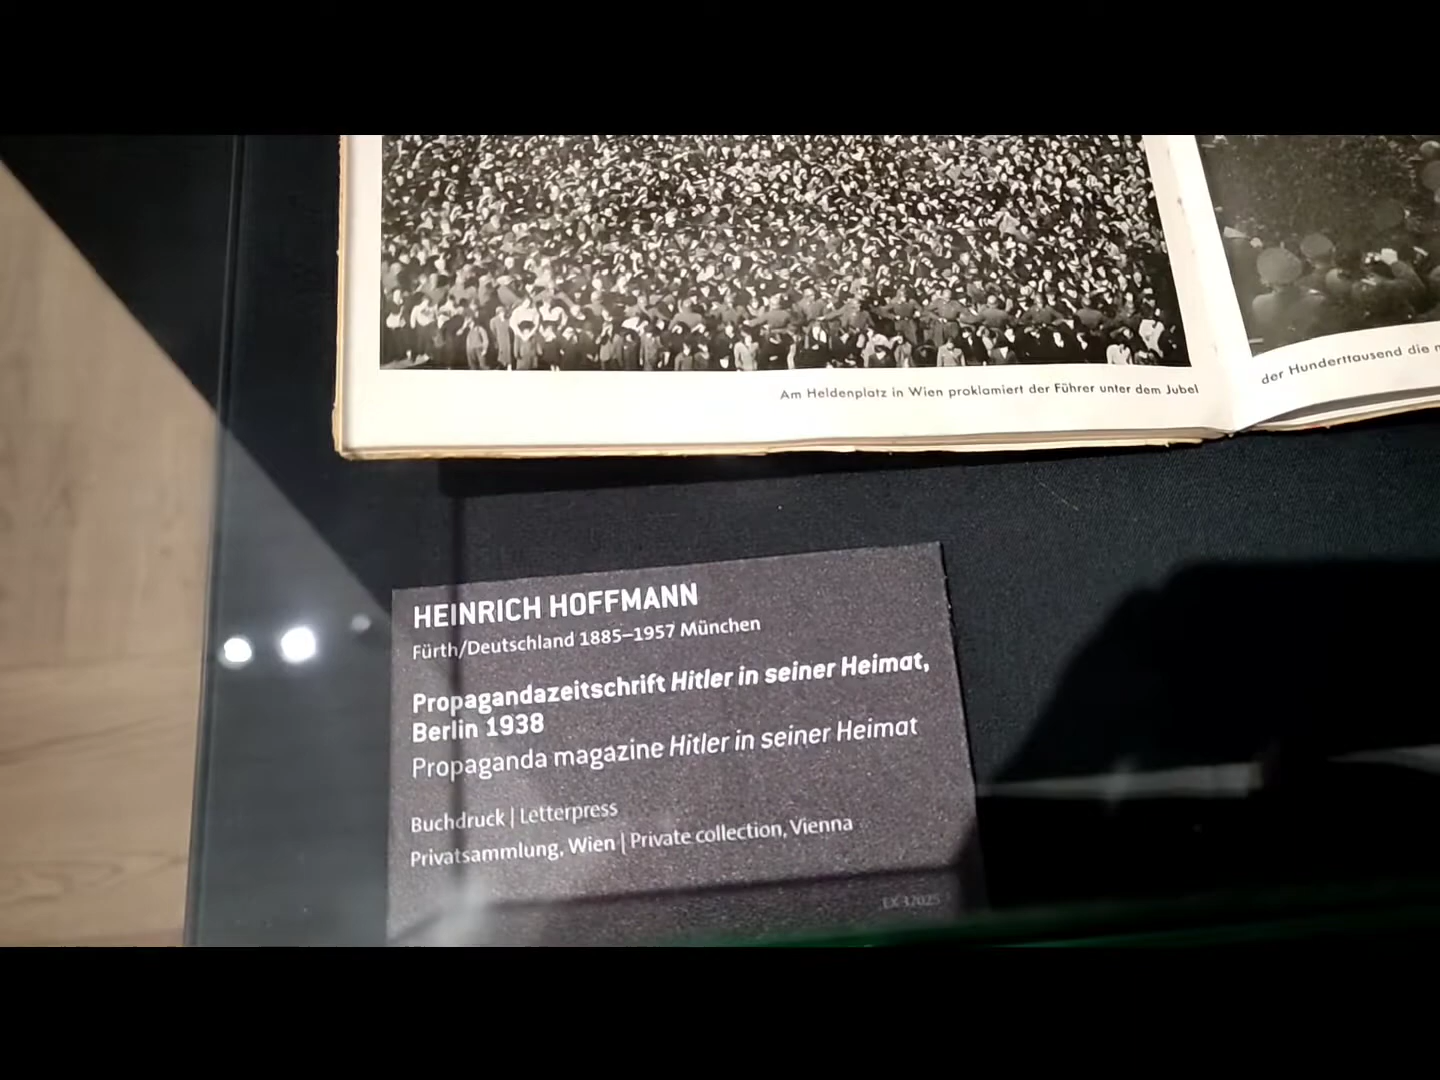 Am Heldenplatz in Wien proklamiert der Führer unter dem Jubel
der Hunderttausend die
HEINRICH HOFFMANN
Fürth/Deutschland 1885–1957 München
Propagandazeitschrift Hitler in seiner Heimat,
Berlin 1938
Propaganda magazine Hitler in seiner Heimat
Buchdruck | Letterpress
Privatsammlung, Wien | Private collection, Vienna